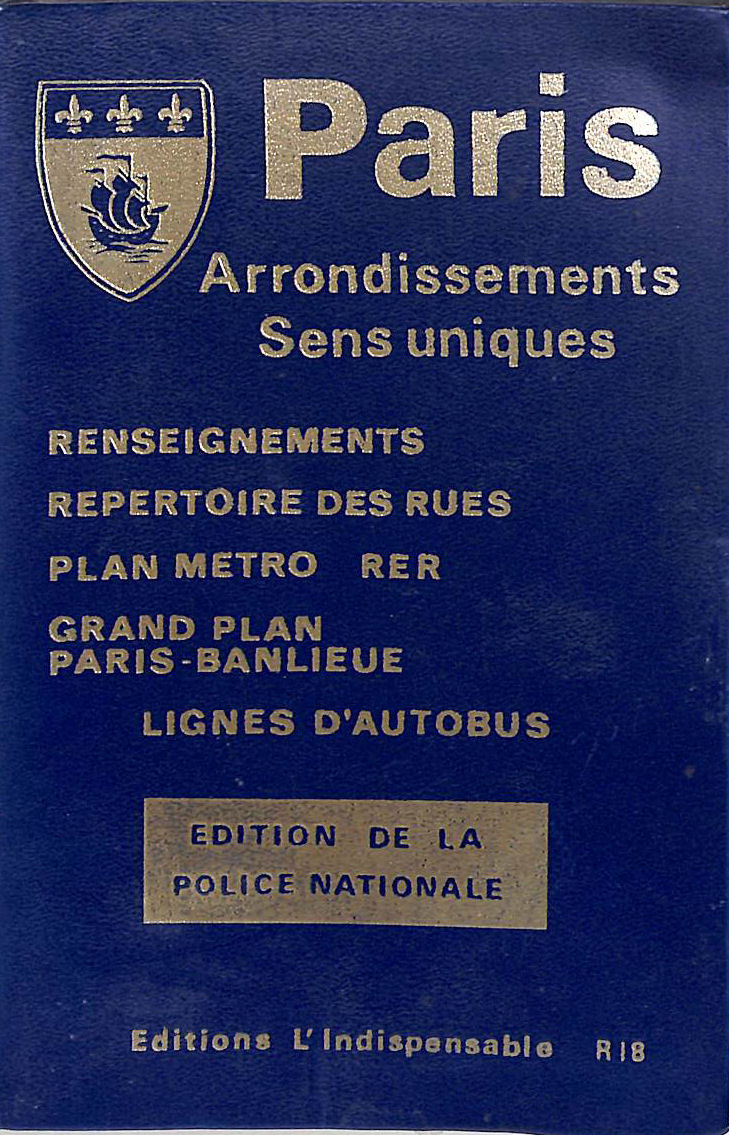 Paris
Arrondissements
Sens uniques
RENSEIGNEMENTS
REPERTOIRE DES RUES
PLAN METRO RER
GRAND PLAN
PARIS-BANLIEUE
LIGNES D'AUTOBUS
EDITION DE LA
POLICE NATIONALE
Editions L'Indispensable R18